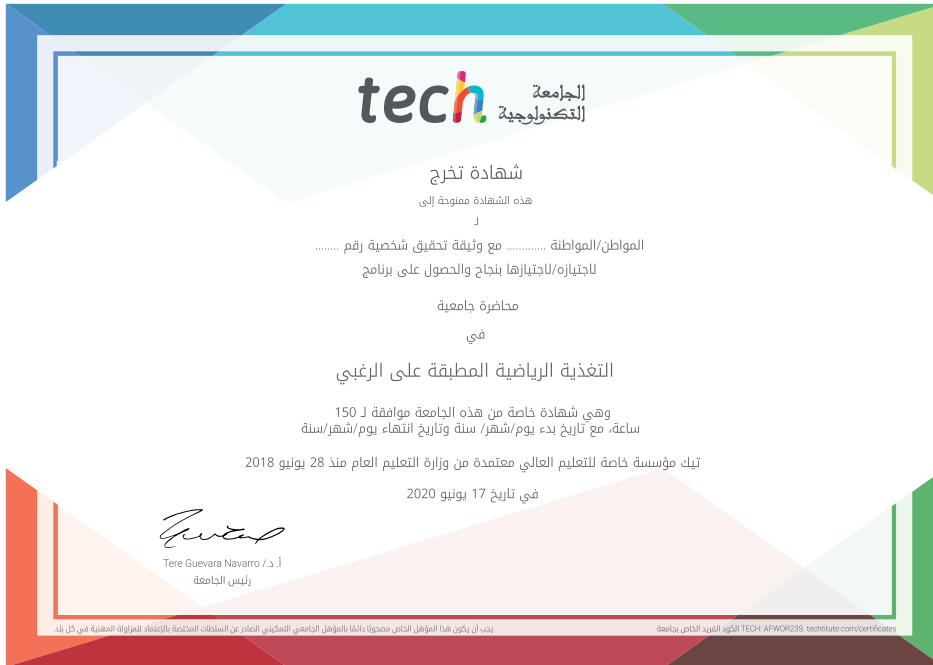 tech الجامعة
التكنولوجية
شهادة تخرج
هذه الشهادة ممنوحة إلى
لـ
المواطن/المواطنة ............ مع وثيقة تحقيق شخصية رقم ........
لاجتيازه/لاجتيازها بنجاح والحصول على برنامج
محاضرة جامعية
في
التغذية الرياضية المطبقة على الرغبي
وهي شهادة خاصة من هذه الجامعة موافقة لـ 150
ساعة، مع تاريخ بدء يوم/شهر/ سنة وتاريخ انتهاء يوم/شهر/سنة
تيك مؤسسة خاصة للتعليم العالي معتمدة من وزارة التعليم العام منذ 28 يونيو 2018
في تاريخ 17 يونيو 2020
أ. د./ Tere Guevara Navarro
رئيس الجامعة
يجب أن يكون هذا المؤهل الخاص مصحوبًا دائمًا بالمؤهل الجامعي التمكيني الصادر عن السلطات المختصة بالإعتماد للمزاولة المهنية في كل بلد.
الكود الفريد الخاص بجامعة TECH: AFWOR23S techtitute.com/certificates